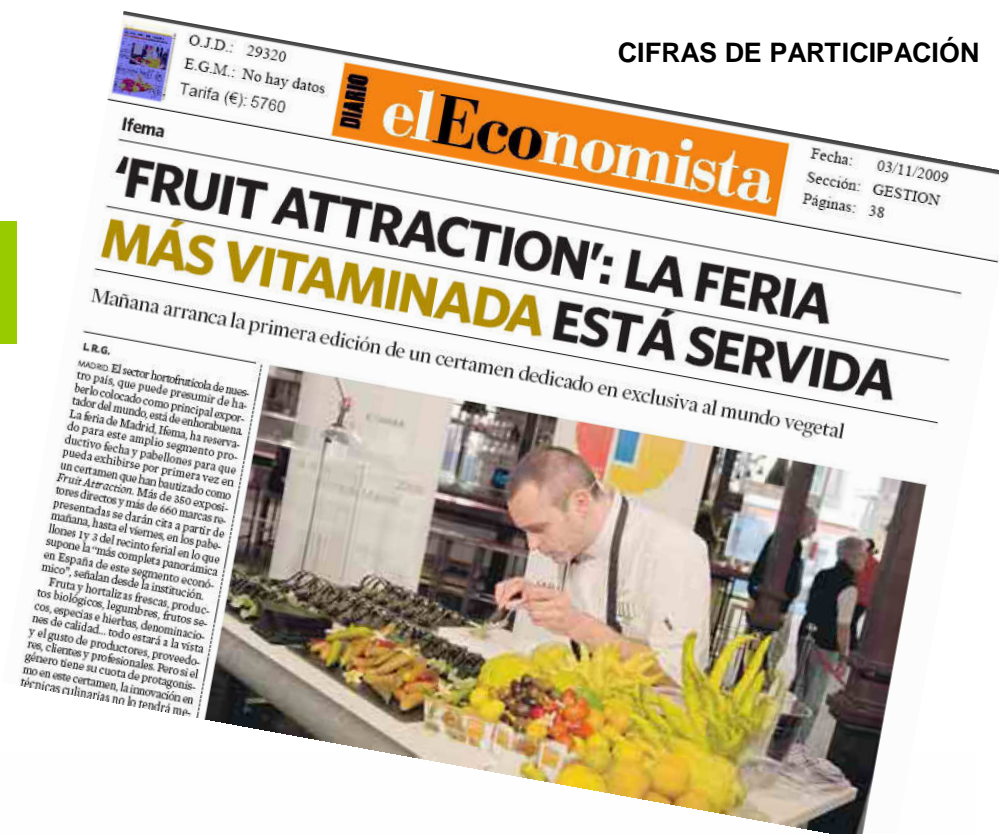 CIFRAS DE PARTICIPACIÓN
O.J.D.: 29320
E.G.M.: No hay datos
Tarifa (€): 5760
DIARIO
elEconomista
Fecha: 03/11/2009
Sección: GESTION
Páginas: 38
Ifema
‘FRUIT ATTRACTION’: LA FERIA
MÁS VITAMINADA ESTÁ SERVIDA
Mañana arranca la primera edición de un certamen dedicado en exclusiva al mundo vegetal
L.R.G.
MADRID. El sector hortofrutícola de nues-
tro país, que puede presumir de ha-
berlo colocado como principal expor-
tador del mundo, está de enhorabuena.
La feria de Madrid, Ifema, ha reserva-
do para este amplio segmento pro-
ductivo fecha y pabellones para que
pueda exhibirse por primera vez en
un certamen que han bautizado como
Fruit Attraction. Más de 350 exposi-
tores directos y más de 660 marcas re-
presentadas se darán cita a partir de
mañana, hasta el viernes, en los pabe-
llones 1 y 3 del recinto ferial en lo que
supone la “más completa panorámica
en España de este segmento econó-
mico”, señalan desde la institución.
Fruta y hortalizas frescas, produc-
tos biológicos, legumbres, frutos se-
cos, especias e hierbas, denominacio-
nes de calidad... todo estará a la vista
y el gusto de productores, proveedo-
res, clientes y profesionales. Pero si el
género tiene su cuota de protagonis-
mo en este certamen, la innovación en
técnicas culinarias no lo tendrá me-